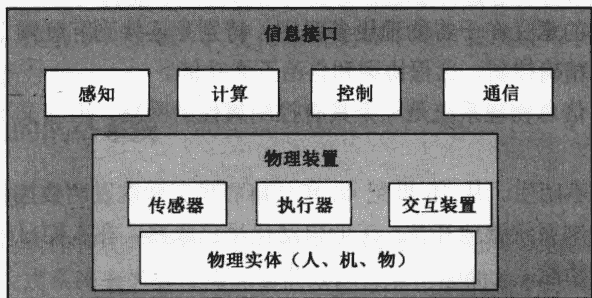 信息接口
感知 计算 控制 通信
物理装置
传感器 执行器 交互装置
物理实体（人、机、物）